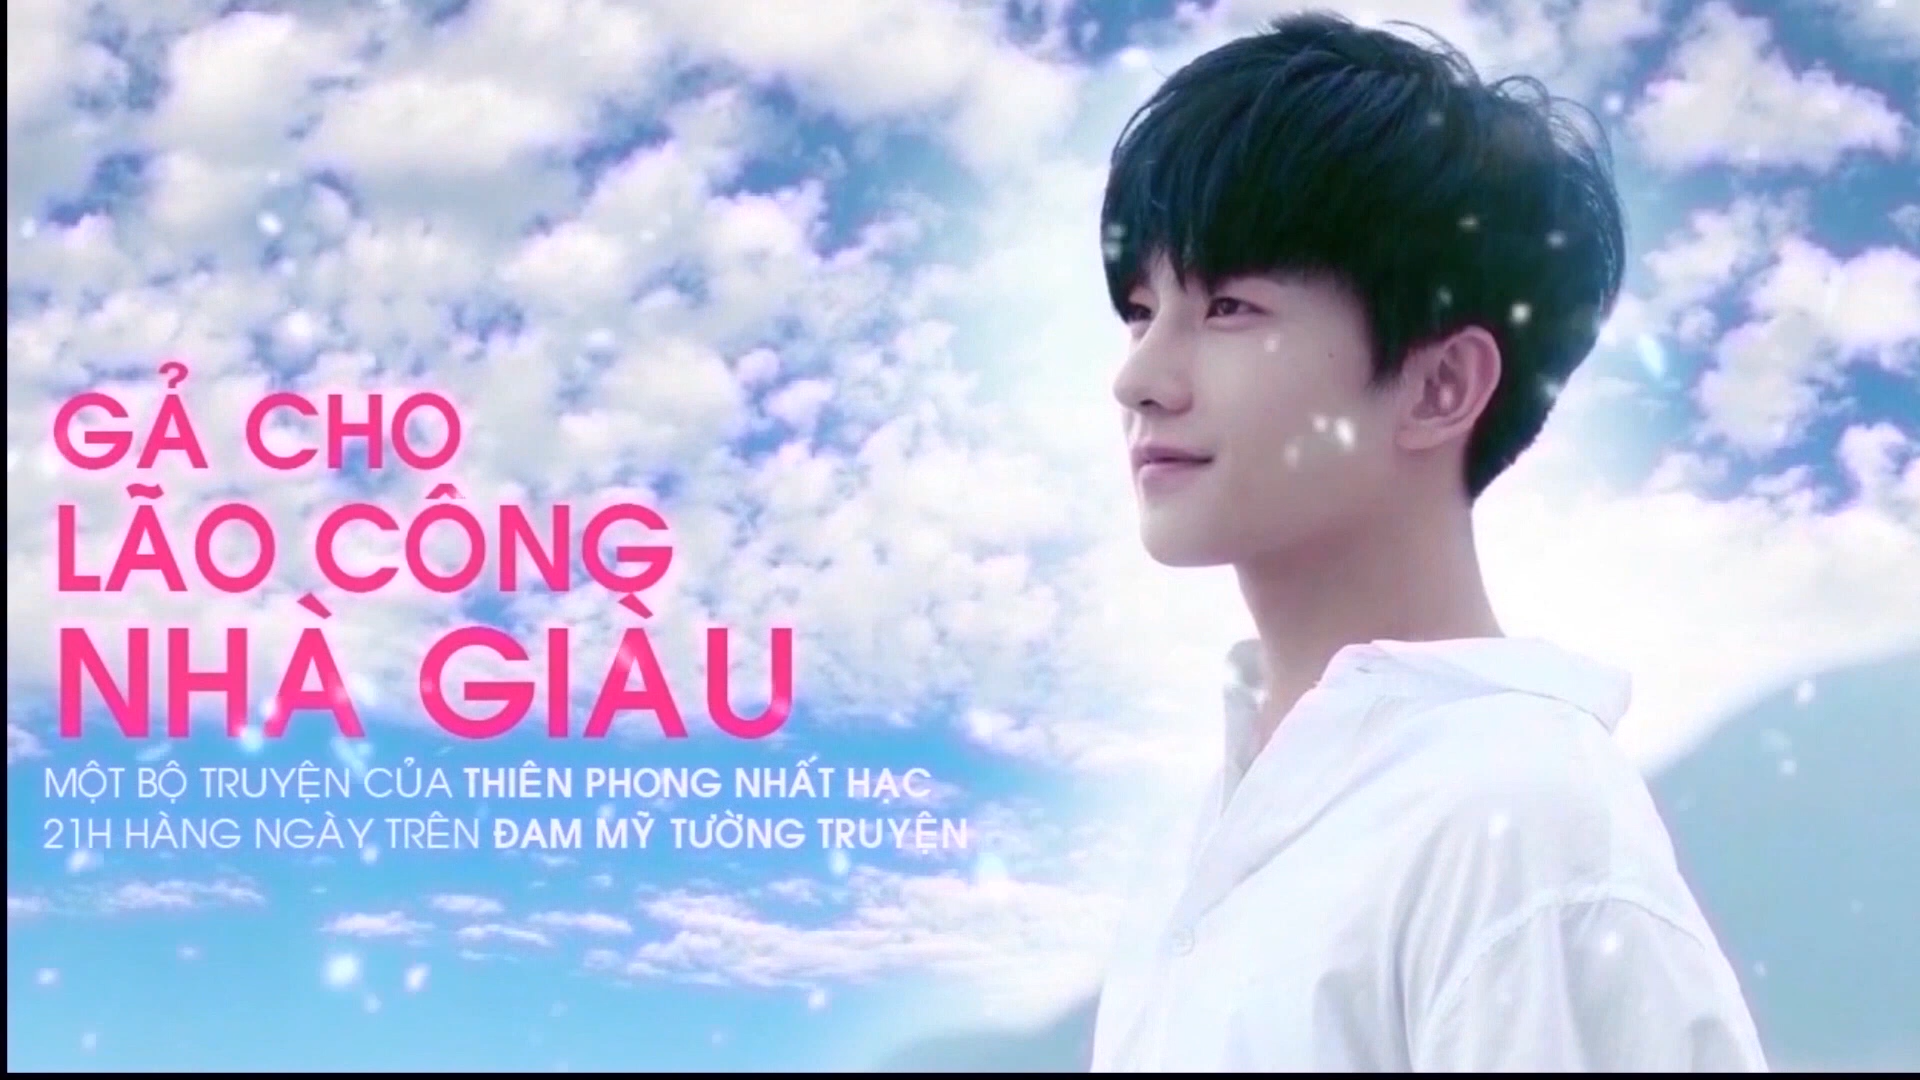 GẢ CHO
LÃO CÔNG
NHÀ GIÀU
MỘT BỘ TRUYỆN CỦA THIÊN PHONG NHẤT HẠC
21H HÀNG NGÀY TRÊN ĐAM MỸ TƯỜNG TRUYỆN